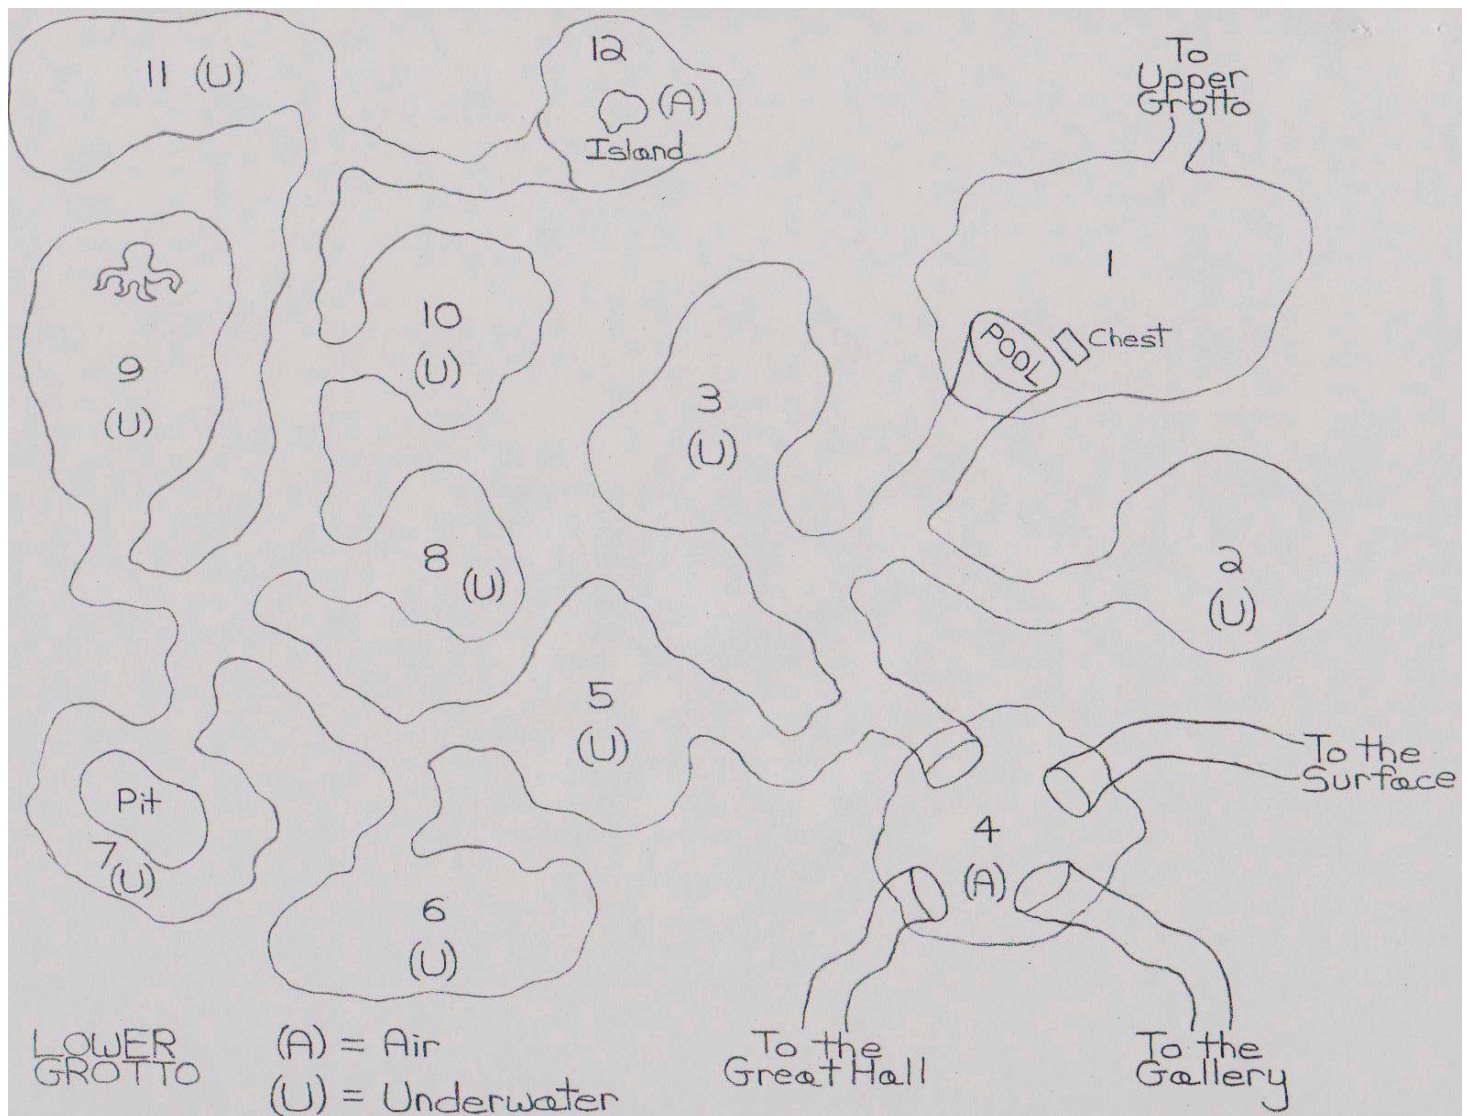 11 (U)
12
(A)
Island
To
Upper
Grotto
1
POOL
Chest
9
(U)
10
(U)
3
(U)
8
(U)
2
(U)
5
(U)
To the
Surface
Pit
7
(U)
4
(A)
6
(U)
LOWER
GROTTO
(A) = Air
(U) = Underwater
To the
Great Hall
To the
Gallery